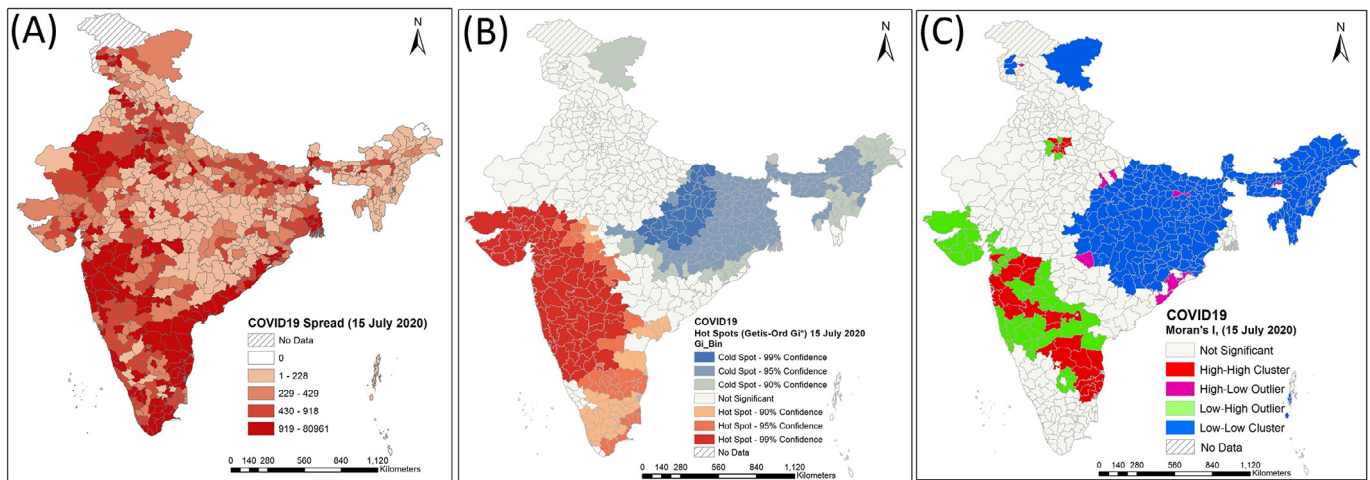 (A)
N
COVID19 Spread (15 July 2020)
No Data
0
1 - 228
229 - 429
430 - 918
919 - 80961
0 140 280 560 840 1,120
Kilometers
(B)
N
COVID19
Hot Spots (Getis-Ord Gi*) 15 July 2020
Gi_Bin
Cold Spot - 99% Confidence
Cold Spot - 95% Confidence
Cold Spot - 90% Confidence
Not Significant
Hot Spot - 90% Confidence
Hot Spot - 95% Confidence
Hot Spot - 99% Confidence
No Data
0 140 280 560 840 1,120
Kilometers
(C)
N
COVID19
Moran's I, (15 July 2020)
Not Significant
High-High Cluster
High-Low Outlier
Low-High Outlier
Low-Low Cluster
No Data
0 140 280 560 840 1,120
Kilometers